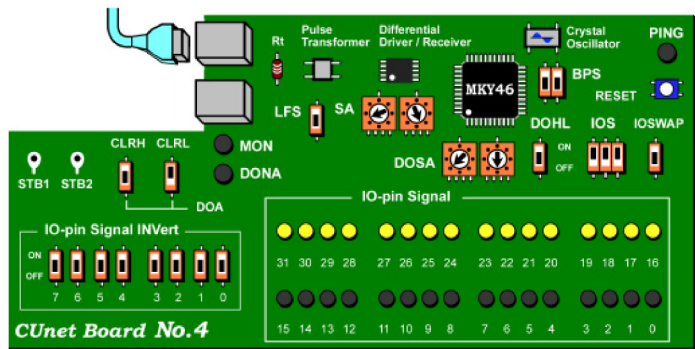 Rt
Pulse
Transformer
Differential
Driver / Receiver
Crystal
Oscillator
PING
MKY46
BPS
RESET
LFS
SA
CLRH
CLRL
MON
DONA
DOSA
DOHL
ON
OFF
IOS
IOSWAP
STB1
STB2
DOA
IO-pin Signal
31 30 29 28 27 26 25 24 23 22 21 20 19 18 17 16
15 14 13 12 11 10 9 8 7 6 5 4 3 2 1 0
IO-pin Signal INVert
ON
OFF
7 6 5 4 3 2 1 0
CUnet Board No.4